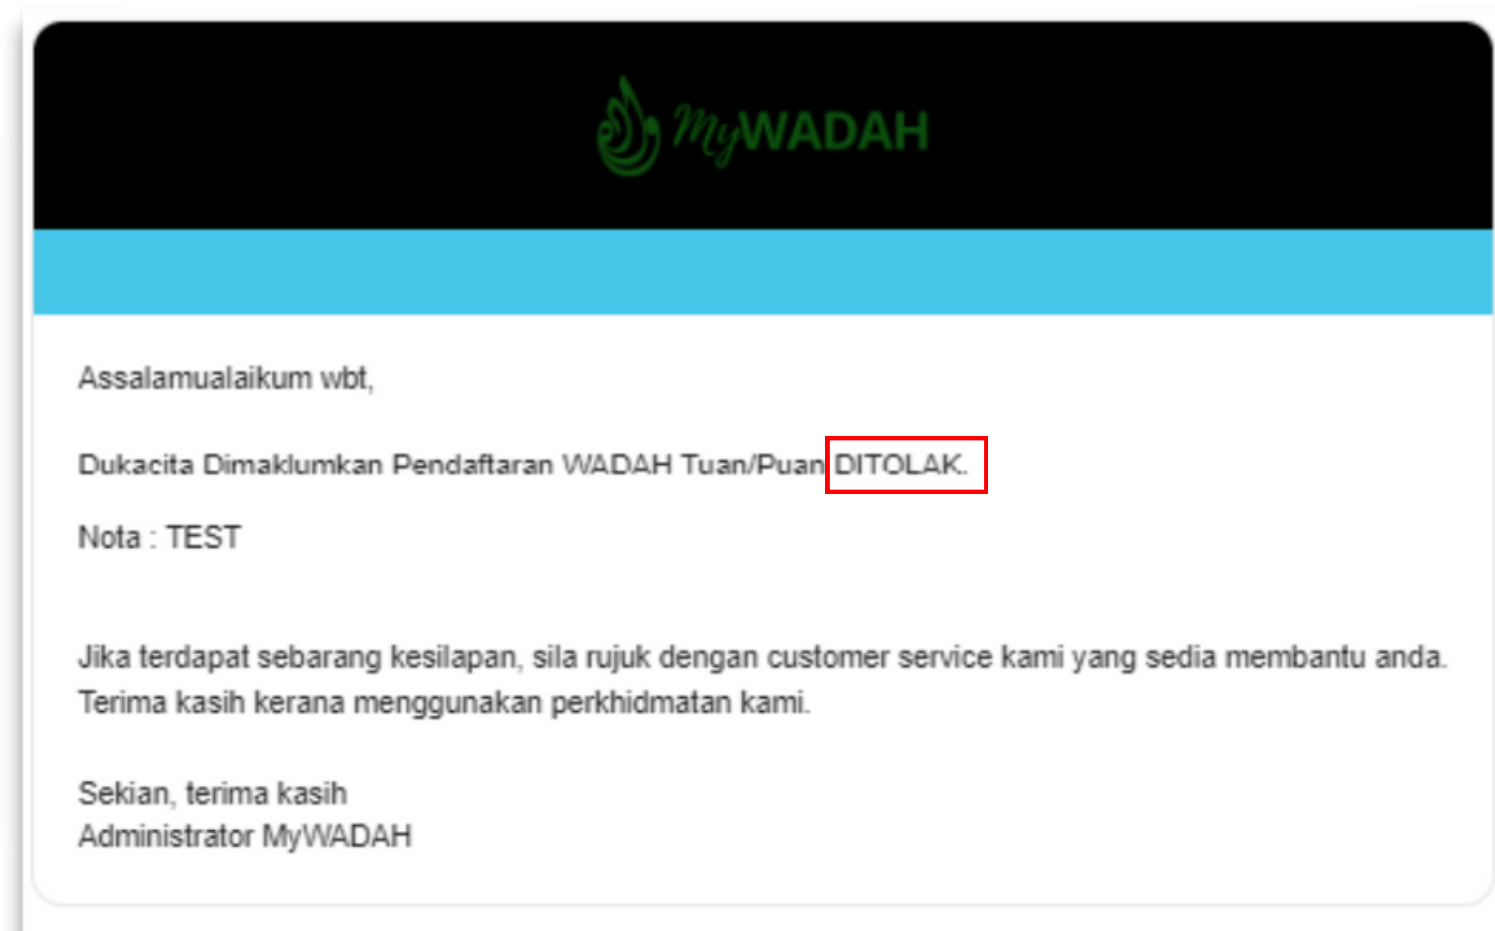 MyWADAH
Assalamualaikum wbt,
Dukacita Dimaklumkan Pendaftaran WADAH Tuan/Puan DITOLAK.
Nota : TEST
Jika terdapat sebarang kesilapan, sila rujuk dengan customer service kami yang sedia membantu anda.
Terima kasih kerana menggunakan perkhidmatan kami.
Sekian, terima kasih
Administrator MyWADAH